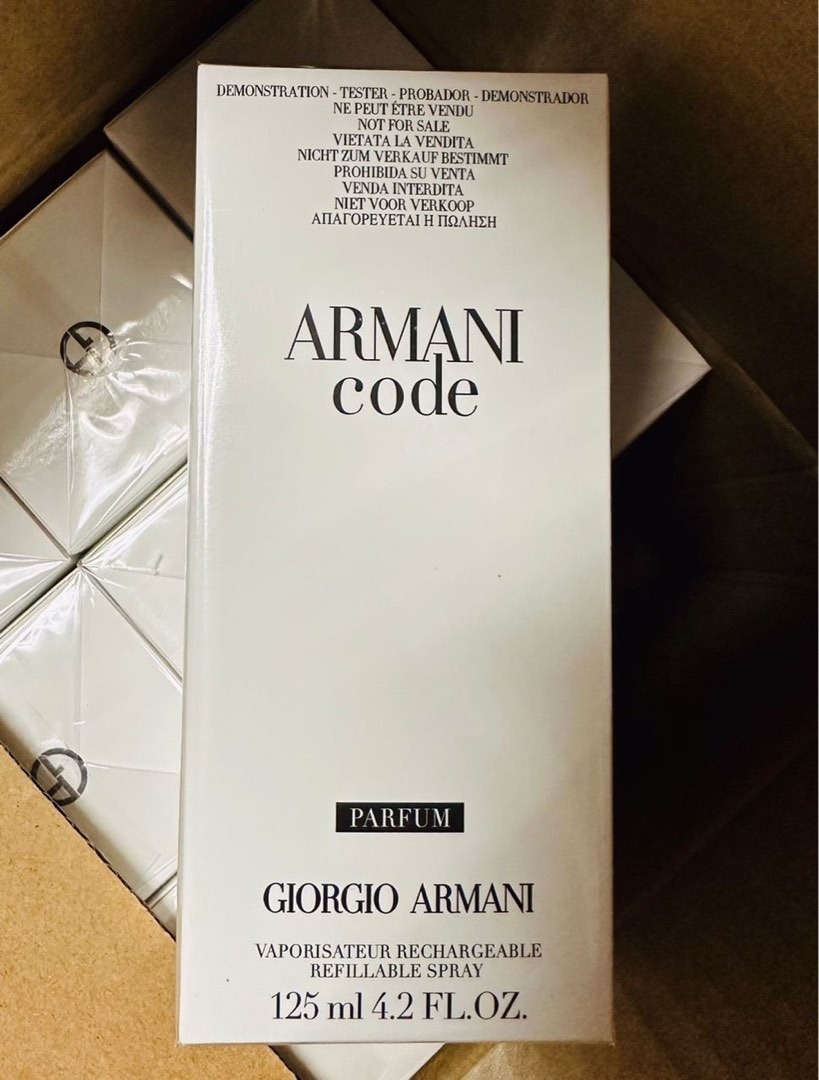 DEMONSTRATION - TESTER - PROBADOR - DEMONSTRADOR
NE PEUT ÊTRE VENDU
NOT FOR SALE
VIETATA LA VENDITA
NICHT ZUM VERKAUF BESTIMMT
PROHIBIDA SU VENTA
VENDA INTERDITA
NIET VOOR VERKOOP
ΑΠΑΓΟΡΕΥΕΤΑΙ Η ΠΩΛΗΣΗ
ARMANI
code
PARFUM
GIORGIO ARMANI
VAPORISATEUR RECHARGEABLE
REFILLABLE SPRAY
125 ml 4.2 FL.OZ.